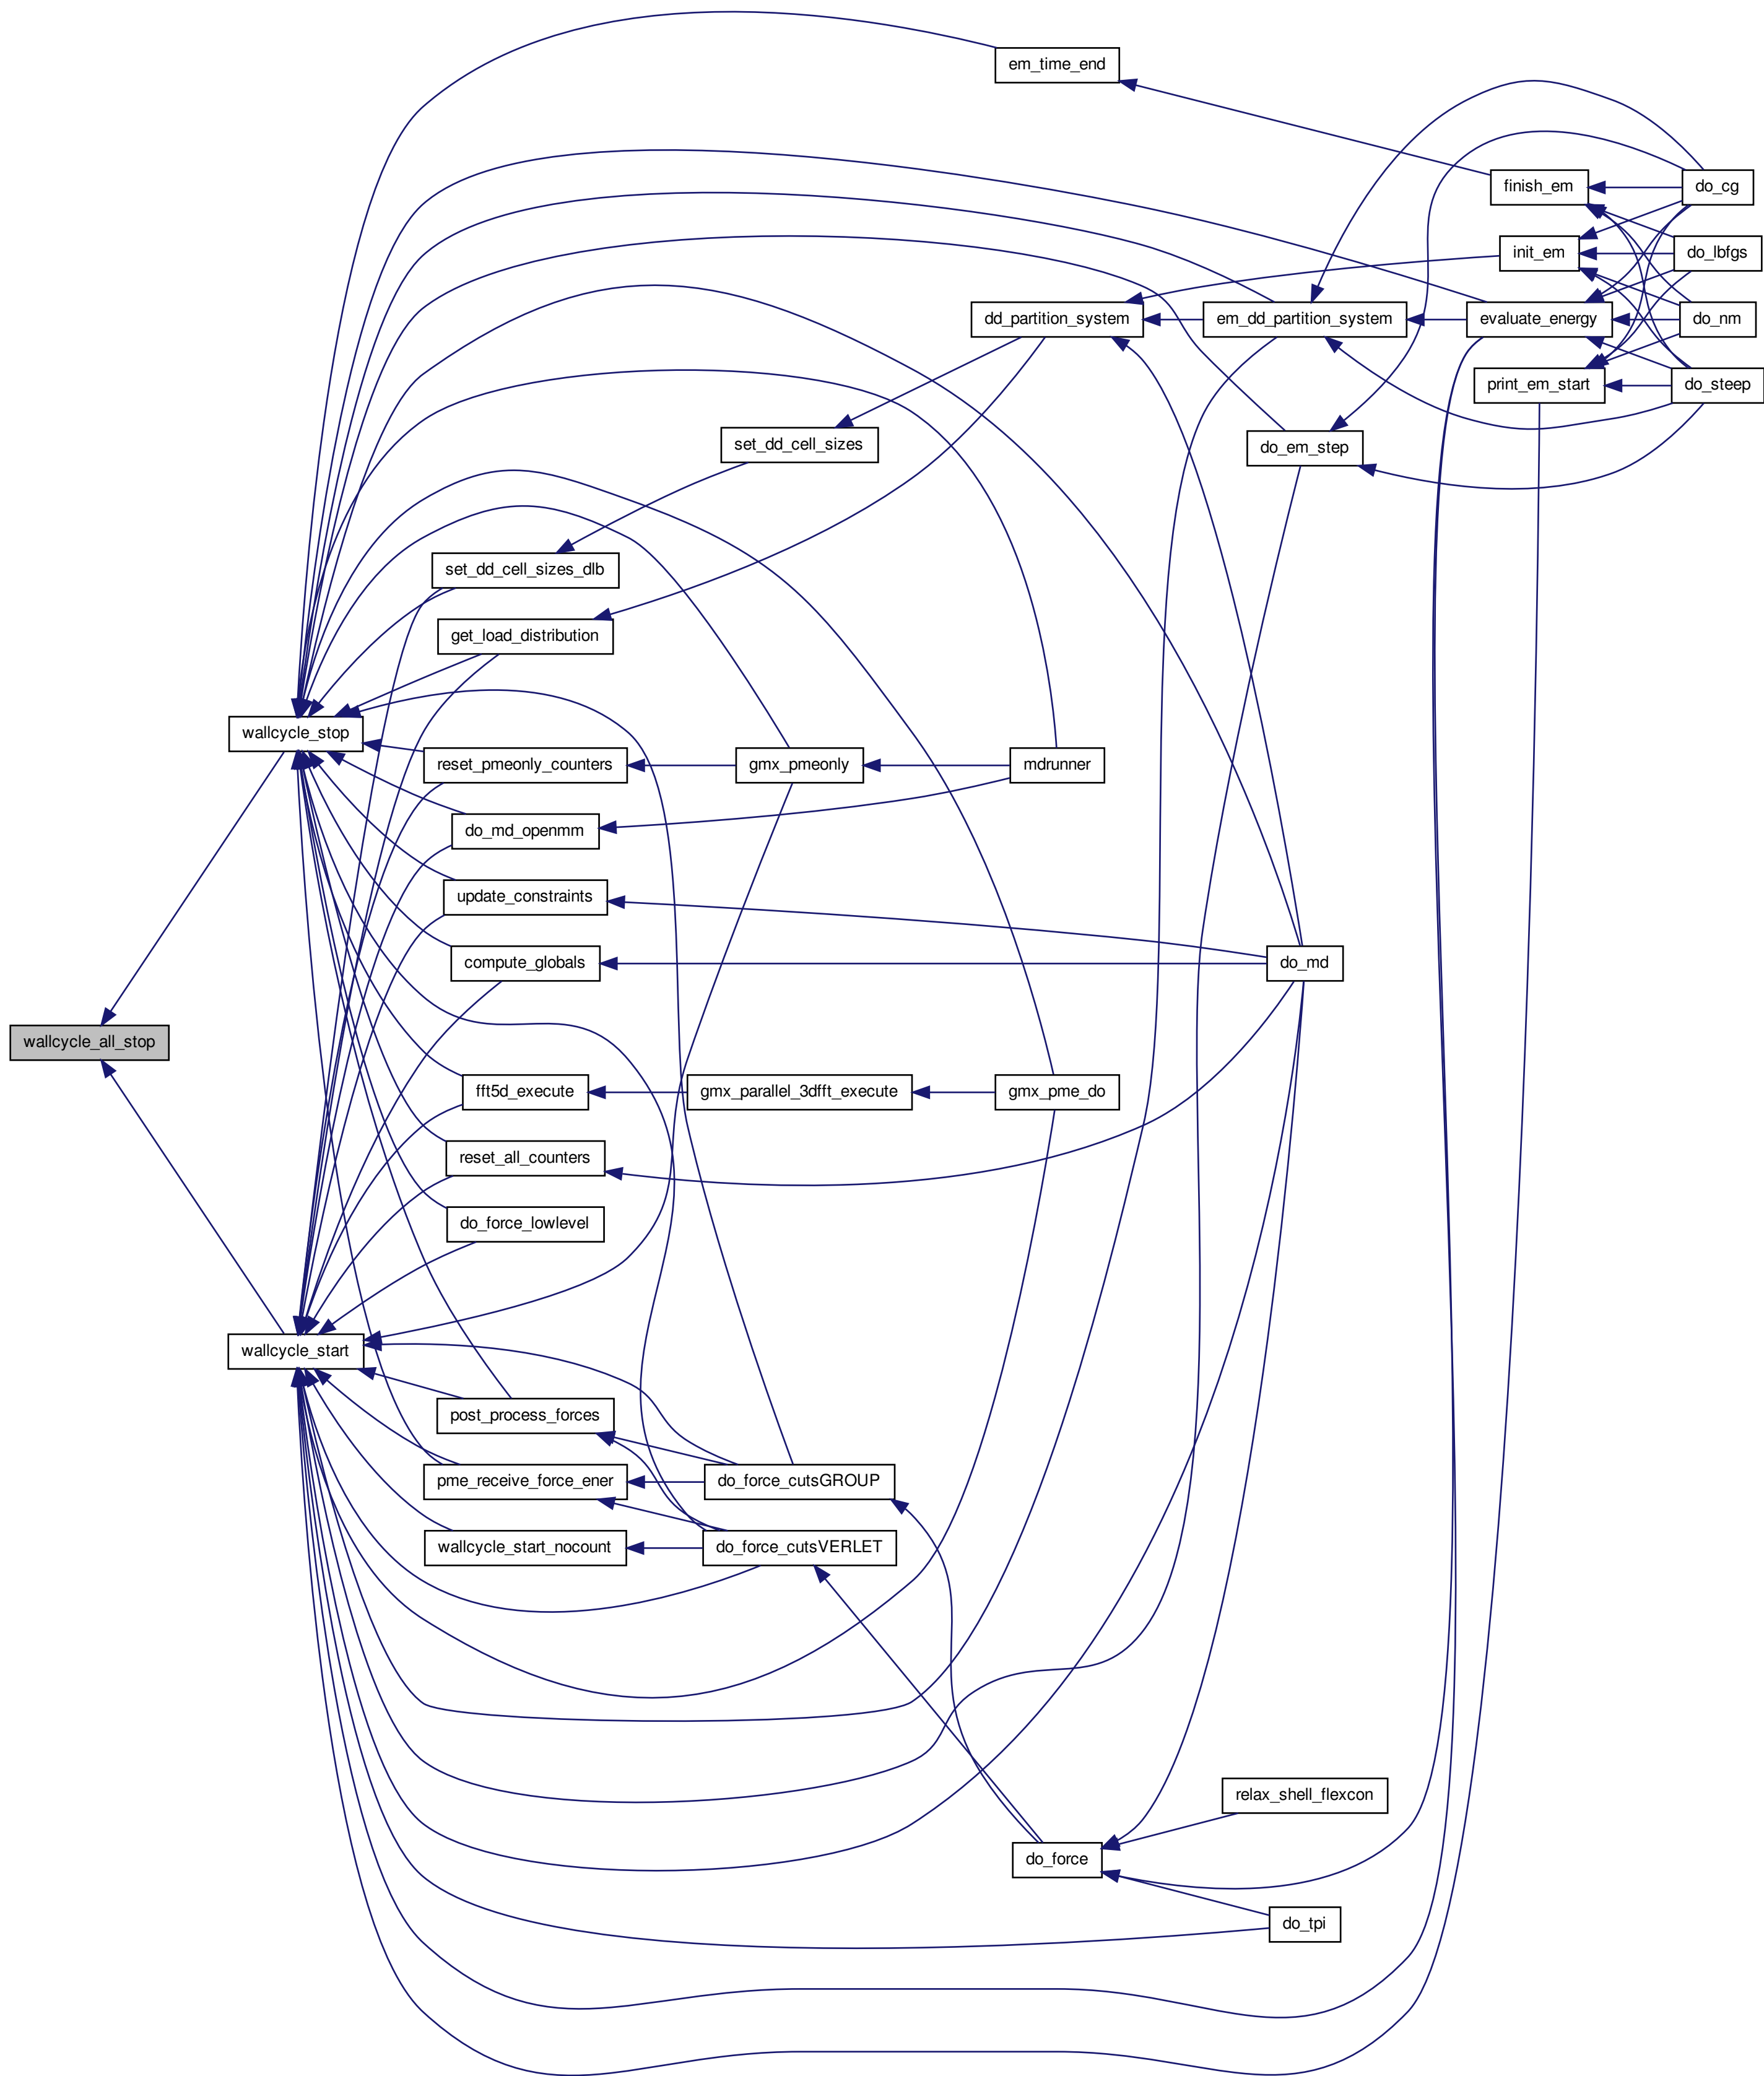 em_time_end
finish_em
do_cg
init_em
do_lbfgs
dd_partition_system
em_dd_partition_system
evaluate_energy
do_nm
print_em_start
do_steep
set_dd_cell_sizes
do_em_step
set_dd_cell_sizes_dlb
get_load_distribution
wallcycle_stop
reset_pmeonly_counters
gmx_pmeonly
mdrunner
do_md_openmm
update_constraints
compute_globals
do_md
wallcycle_all_stop
fft5d_execute
gmx_parallel_3dfft_execute
gmx_pme_do
reset_all_counters
do_force_lowlevel
wallcycle_start
post_process_forces
pme_receive_force_ener
do_force_cutsGROUP
wallcycle_start_nocount
do_force_cutsVERLET
relax_shell_flexcon
do_force
do_tpi